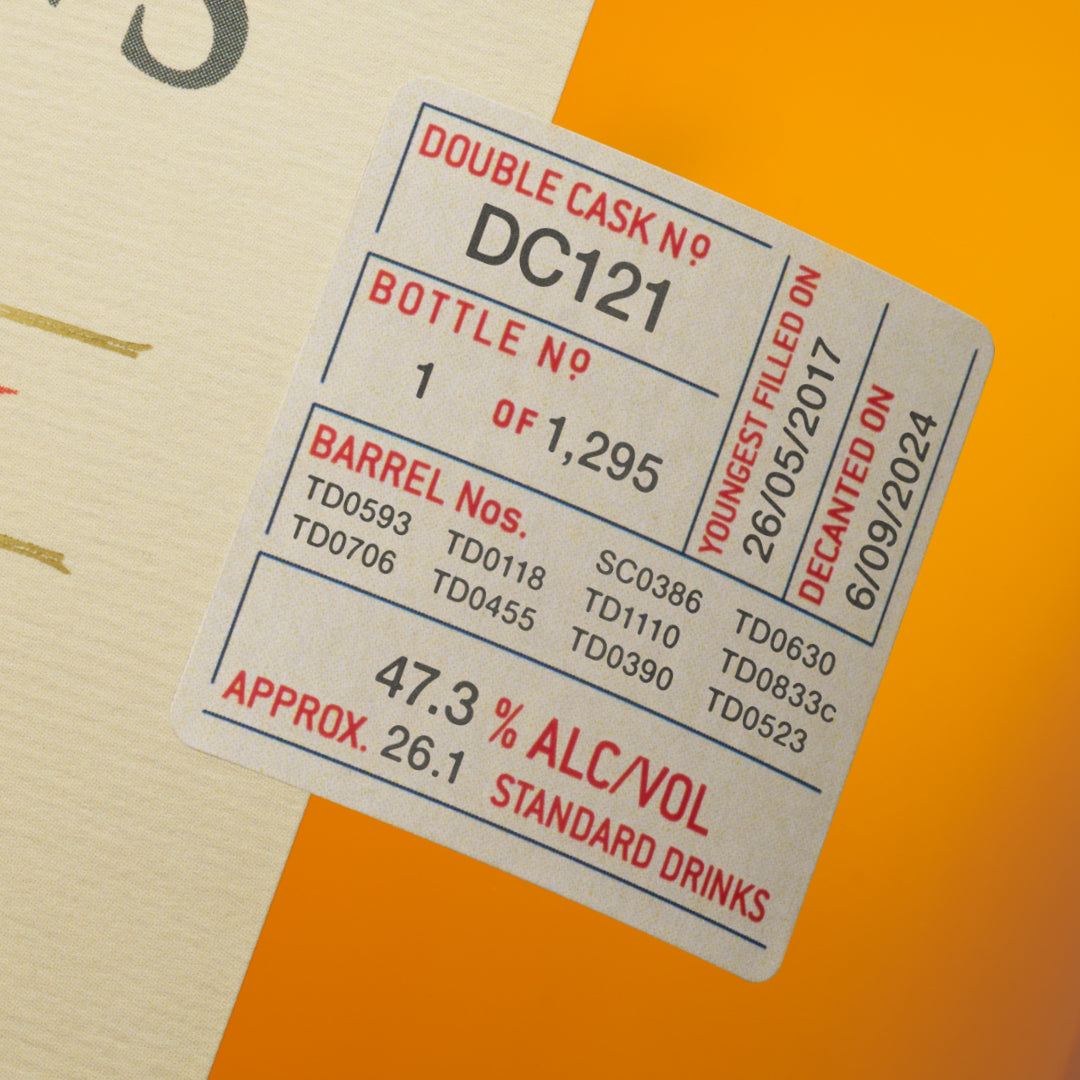 S
DOUBLE CASK Nº
DC121
BOTTLE Nº
1 OF 1,295
YOUNGEST FILLED ON
26/05/2017
DECANTED ON
6/09/2024
BARREL Nos. SC0386 TD0630
TD0593 TD0118 TD1110 TD0833c
TD0706 TD0455 TD0390 TD0523
47.3 % ALC/VOL
APPROX. 26.1 STANDARD DRINKS